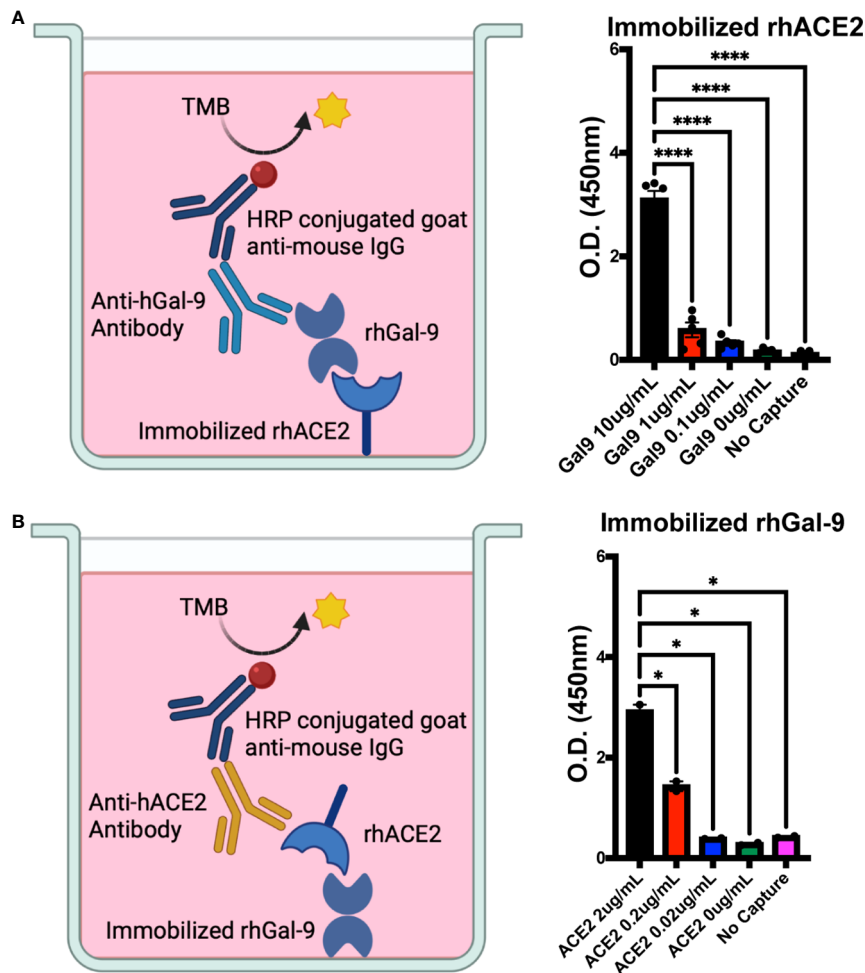 A
TMB
HRP conjugated goat
anti-mouse IgG
Anti-hGal-9
Antibody
rhGal-9
Immobilized rhACE2
Immobilized rhACE2
6
4
2
0
O.D. (450nm)
****
****
****
****
Gal9 10ug/mL
Gal9 1ug/mL
Gal9 0.1ug/mL
Gal9 0ug/mL
No Capture
B
TMB
HRP conjugated goat
anti-mouse IgG
Anti-hACE2
Antibody
rhACE2
Immobilized rhGal-9
Immobilized rhGal-9
6
4
2
0
O.D. (450nm)
*
*
*
*
ACE2 2ug/mL
ACE2 0.2ug/mL
ACE2 0.02ug/mL
ACE2 0ug/mL
No Capture